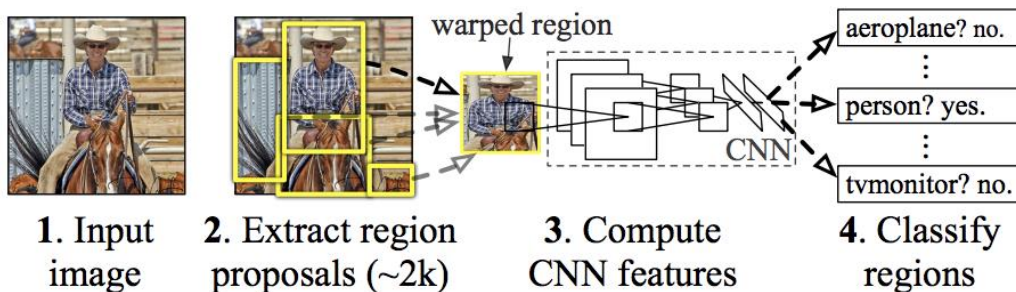 warped region
aeroplane? no.
person? yes.
CNN
tvmonitor? no.
1. Input
image
2. Extract region
proposals (~2k)
3. Compute
CNN features
4. Classify
regions